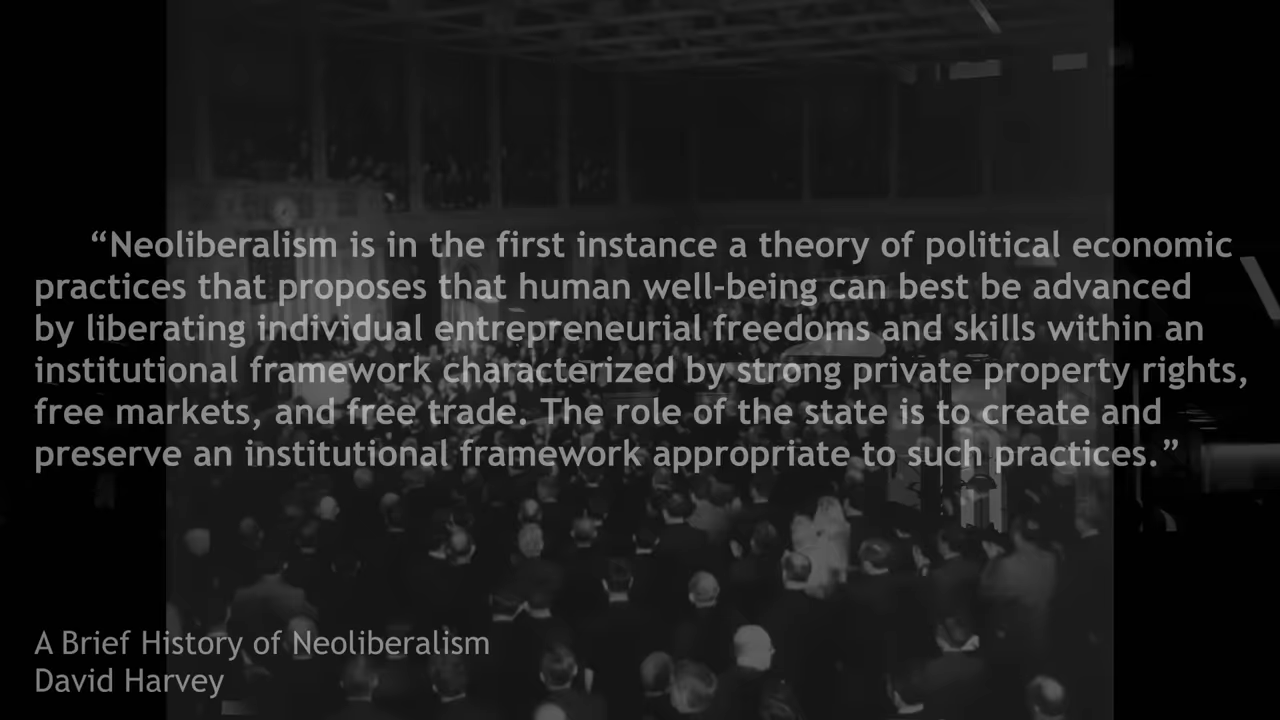 “Neoliberalism is in the first instance a theory of political economic
practices that proposes that human well-being can best be advanced
by liberating individual entrepreneurial freedoms and skills within an
institutional framework characterized by strong private property rights,
free markets, and free trade. The role of the state is to create and
preserve an institutional framework appropriate to such practices.”
A Brief History of Neoliberalism
David Harvey